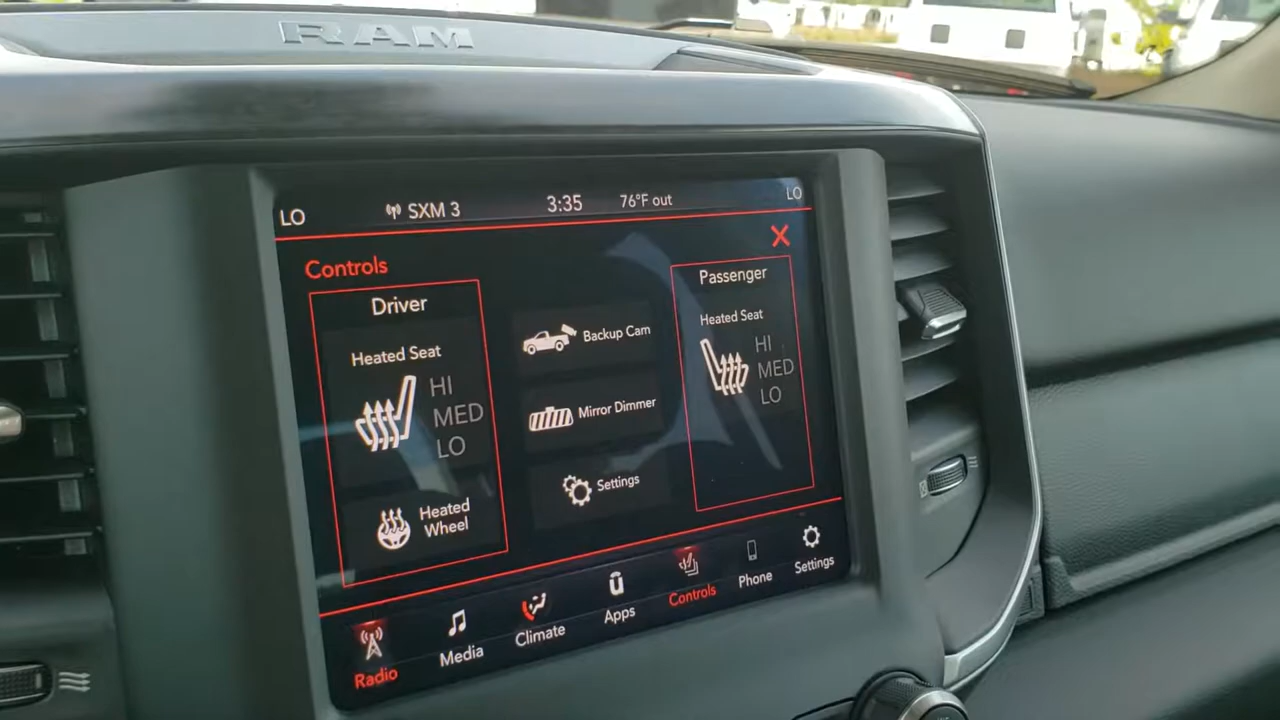 RAM
LO SXM 3 3:35 76°F out LO
Controls
Driver
Heated Seat
HI
MED
LO
Heated
Wheel
Backup Cam
Mirror Dimmer
Settings
Passenger
Heated Seat
HI
MED
LO
Radio Media Climate Apps Controls Phone Settings